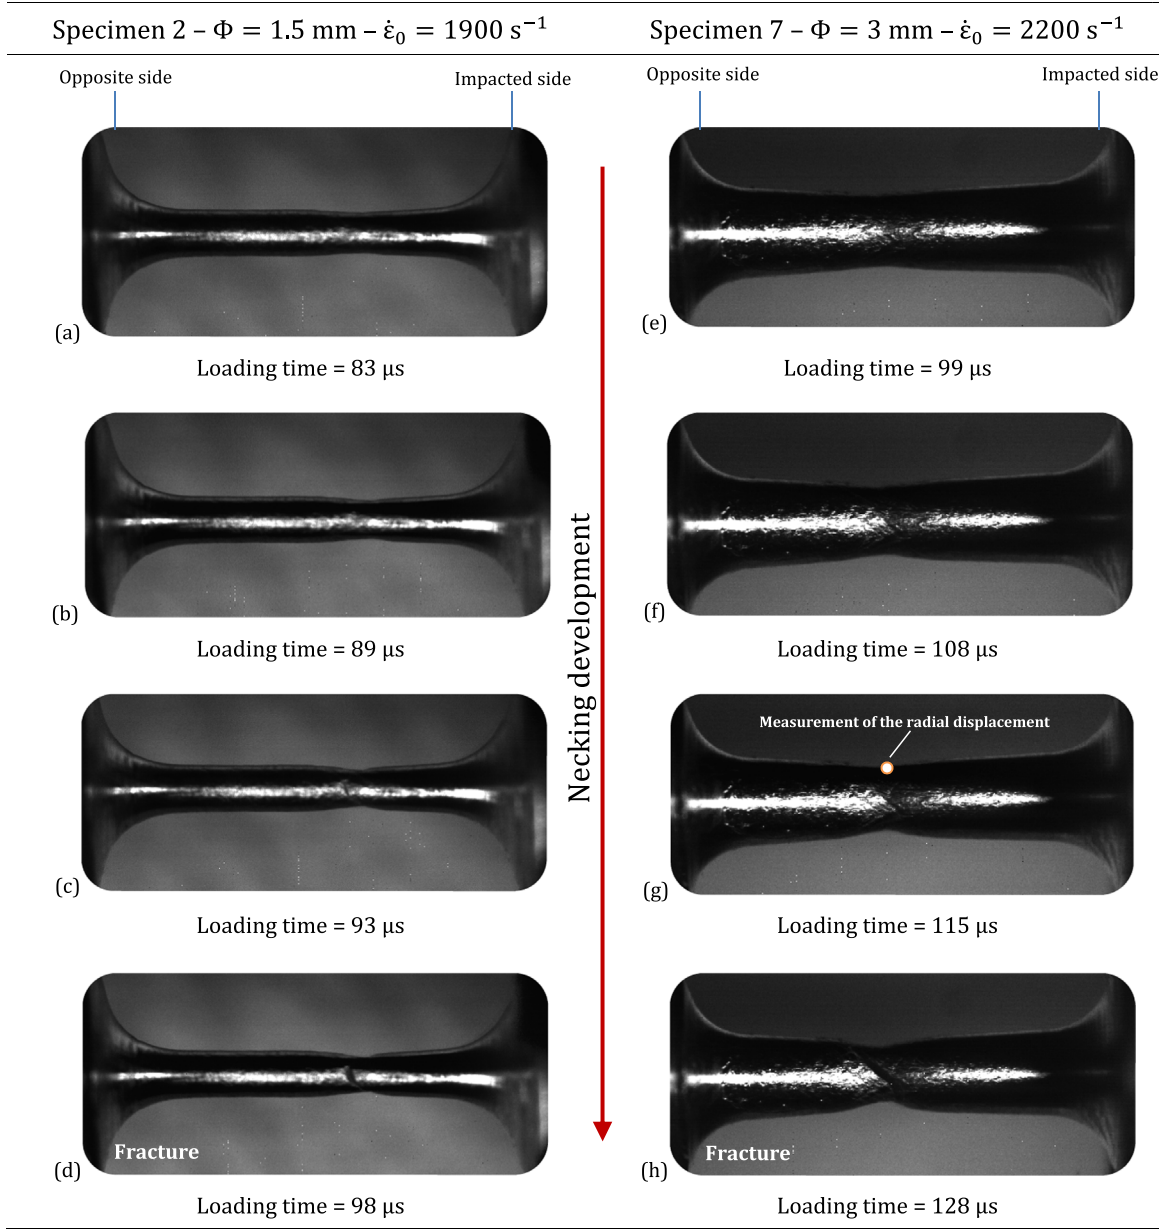 Specimen 2 – Φ = 1.5 mm – ε̇₀ = 1900 s⁻¹
Specimen 7 – Φ = 3 mm – ε̇₀ = 2200 s⁻¹
Opposite side
Impacted side
Opposite side
Impacted side
(a)
(e)
Loading time = 83 μs
Loading time = 99 μs
(b)
(f)
Loading time = 89 μs
Loading time = 108 μs
Necking development
Measurement of the radial displacement
(c)
(g)
Loading time = 93 μs
Loading time = 115 μs
Fracture
Fracture
(d)
(h)
Loading time = 98 μs
Loading time = 128 μs